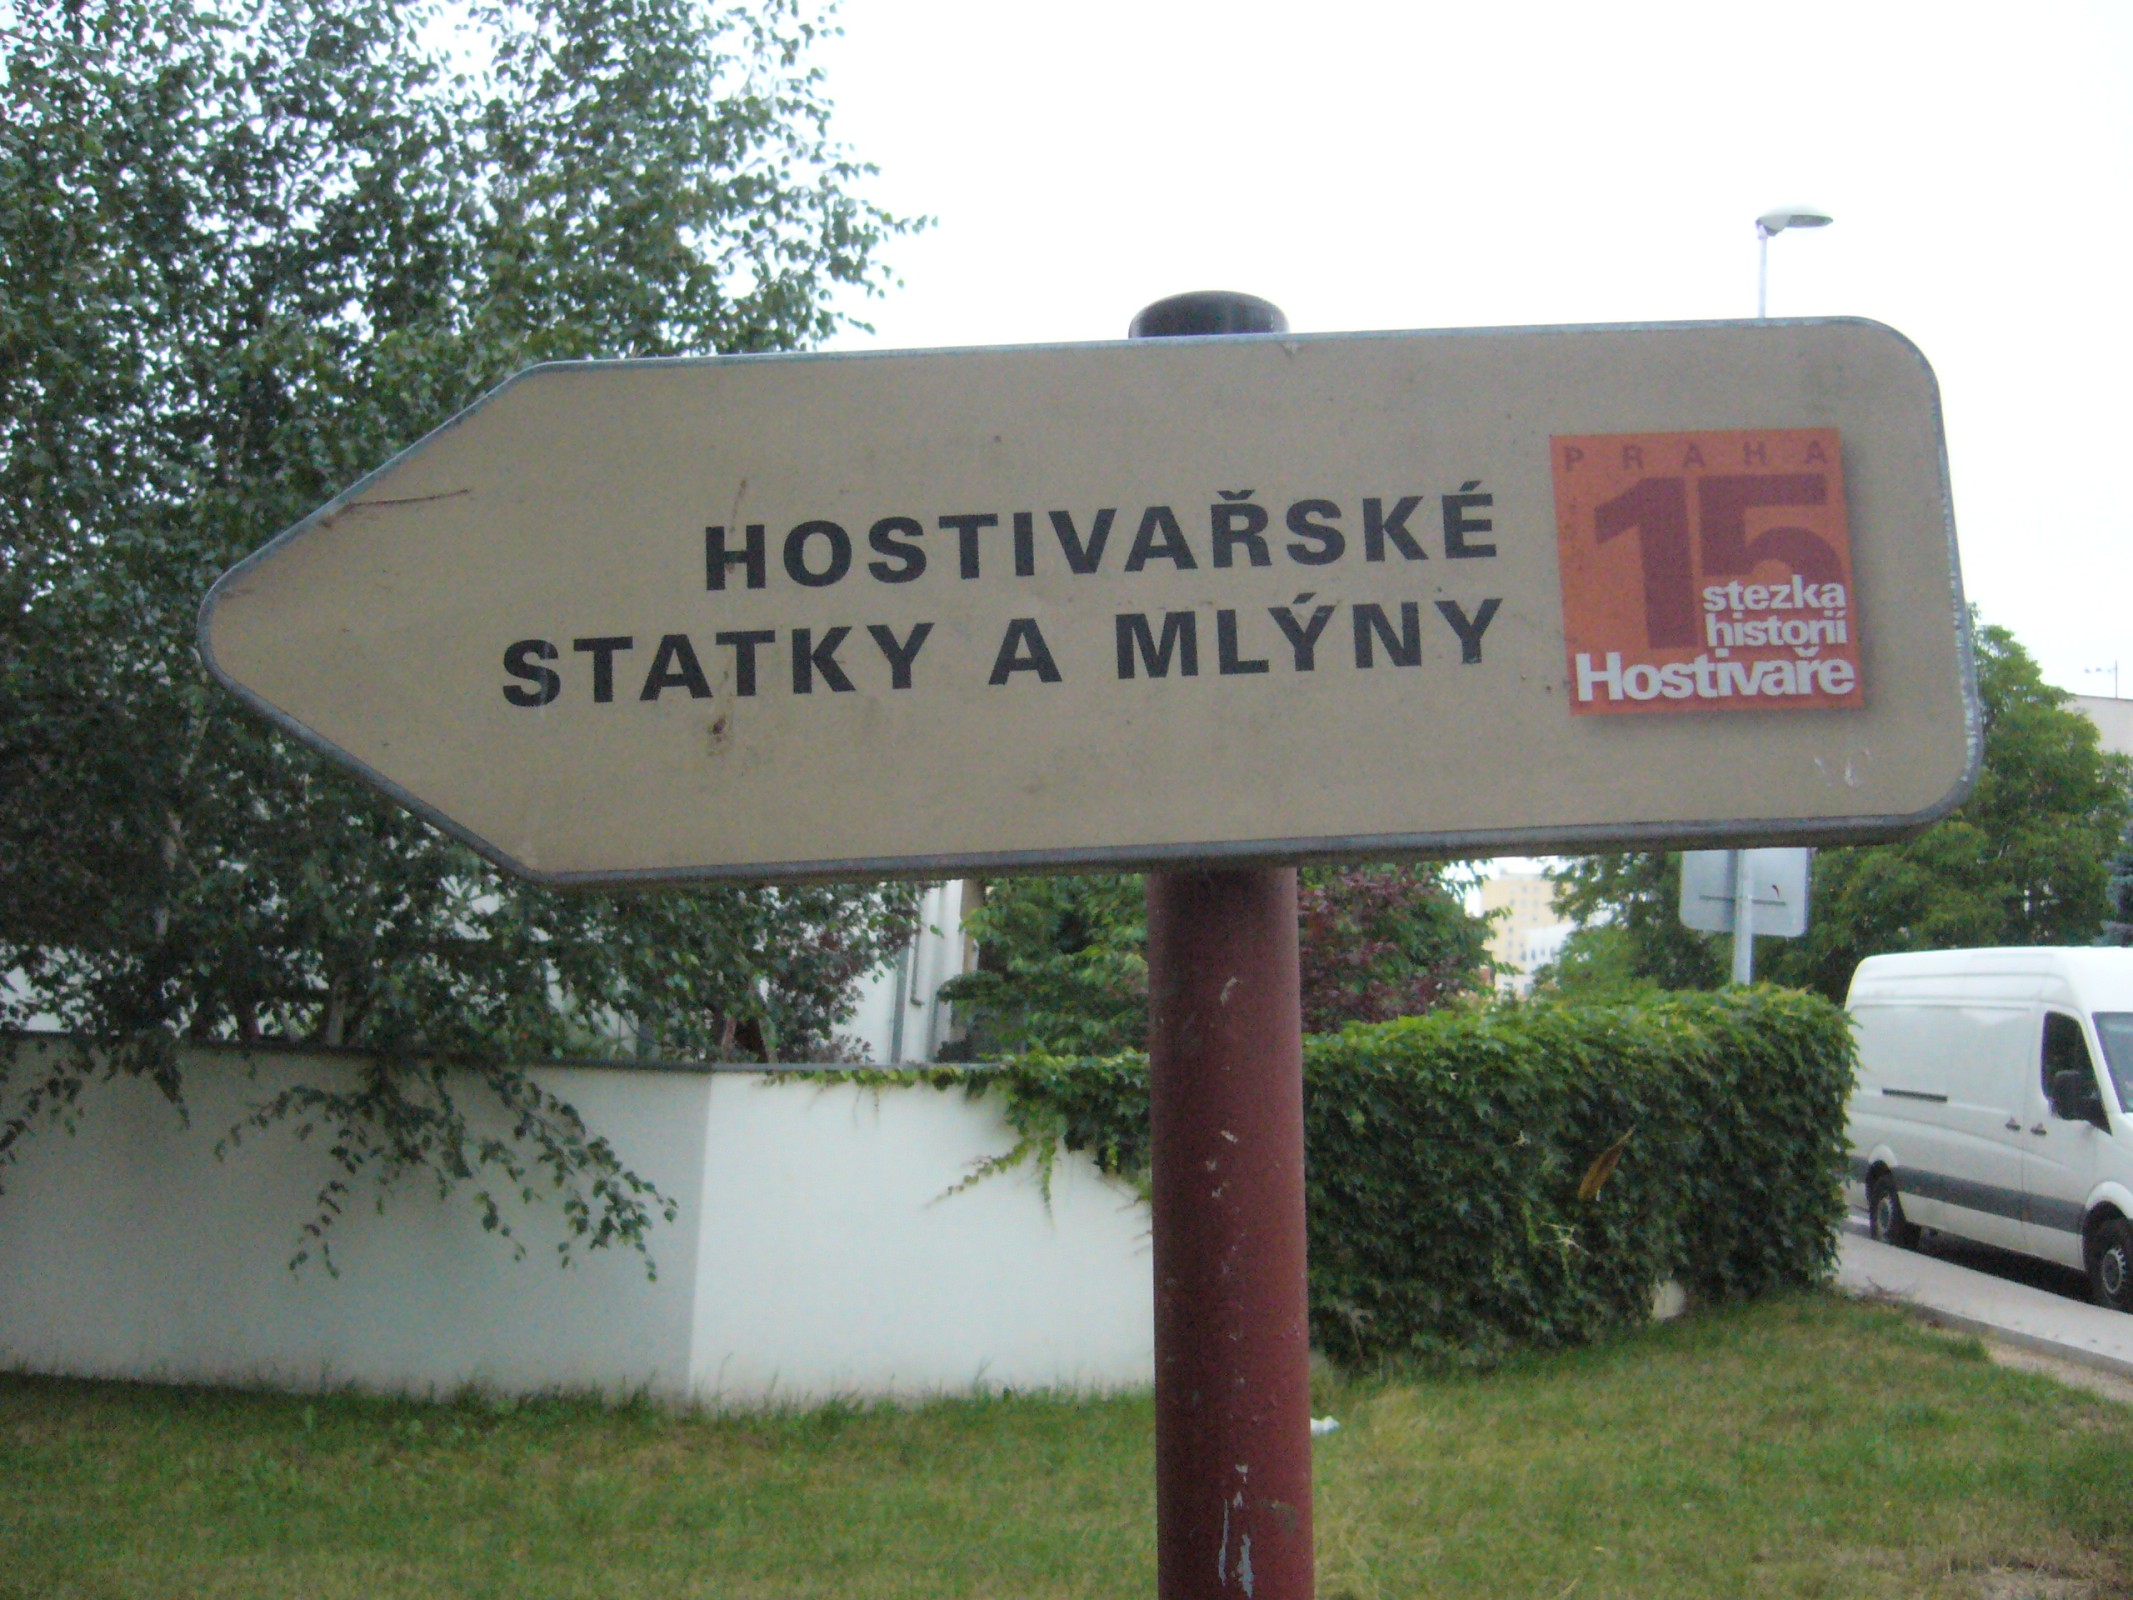 HOSTIVAŘSKÉ
STATKY A MLÝNY
PRAHA
15
stezka
historií
Hostivaře